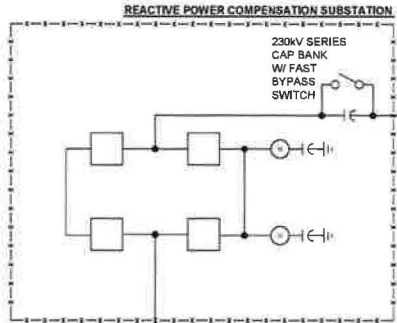 REACTIVE POWER COMPENSATION SUBSTATION
230kV SERIES
CAP BANK
W/ FAST
BYPASS
SWITCH